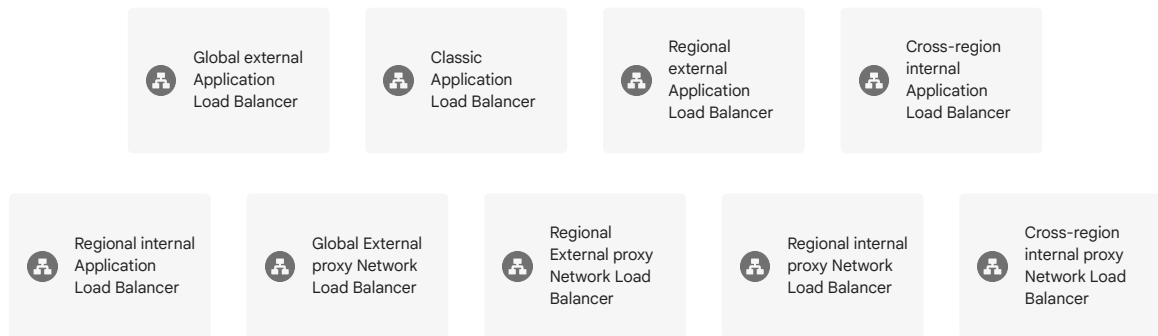 Global external
Application
Load Balancer
Classic
Application
Load Balancer
Regional
external
Application
Load Balancer
Cross-region
internal
Application
Load Balancer
Regional internal
Application
Load Balancer
Global External
proxy Network
Load Balancer
Regional
External proxy
Network Load
Balancer
Regional internal
proxy Network
Load Balancer
Cross-region
internal proxy
Network Load
Balancer